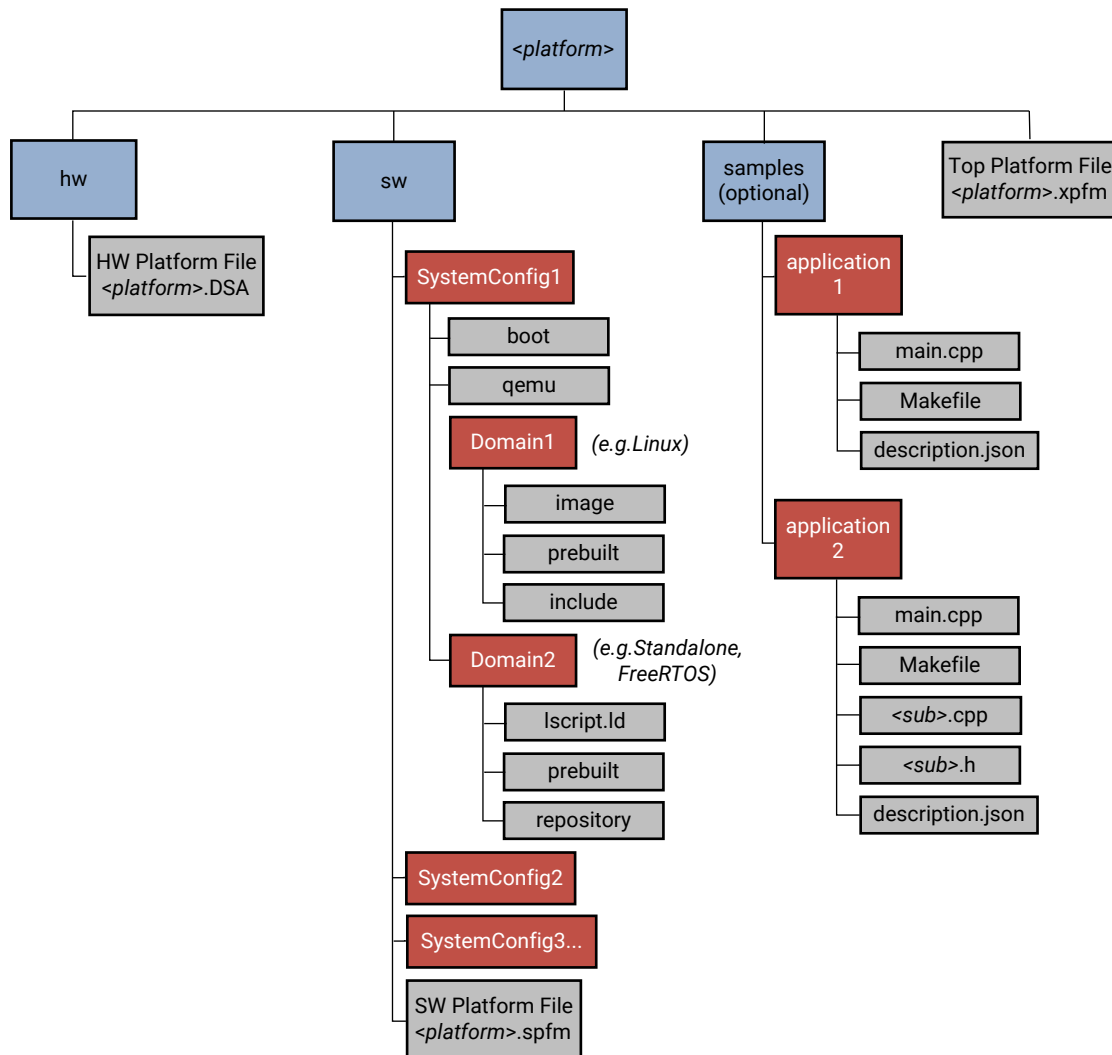 <platform>
hw
sw
samples
(optional)
Top Platform File
<platform>.xpfm
HW Platform File
<platform>.DSA
SystemConfig1
boot
qemu
Domain1
(e.g.Linux)
image
prebuilt
include
Domain2
(e.g.Standalone,
FreeRTOS)
lscript.ld
prebuilt
repository
SystemConfig2
SystemConfig3...
SW Platform File
<platform>.spfm
application
1
main.cpp
Makefile
description.json
application
2
main.cpp
Makefile
<sub>.cpp
<sub>.h
description.json